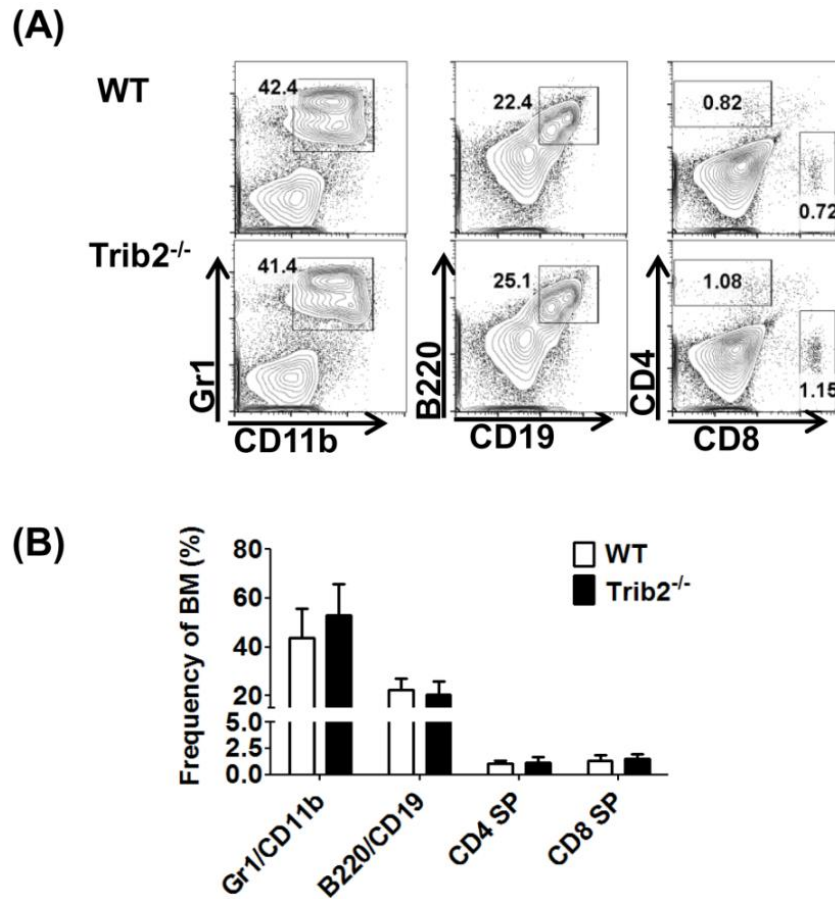 (A)
WT
42.4
22.4
0.82
0.72
Trib2-/-
41.4
25.1
1.08
1.15
Gr1
B220
CD4
CD11b
CD19
CD8
(B)
Frequency of BM (%)
80
60
40
20
5.0
2.5
0.0
WT
Trib2-/-
Gr1/CD11b
B220/CD19
CD4 SP
CD8 SP